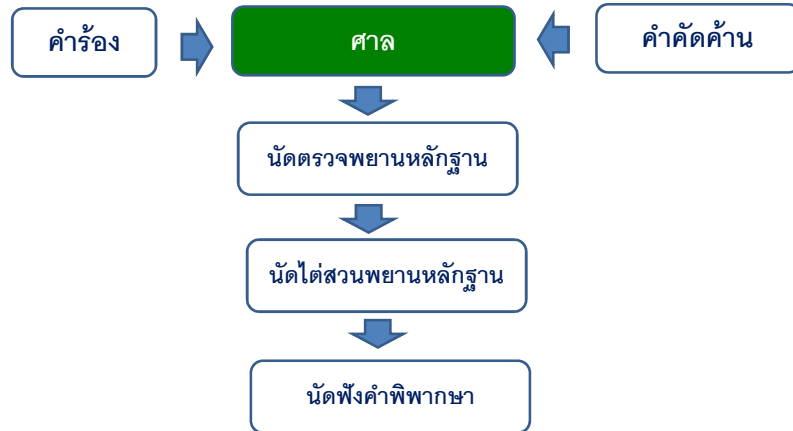 คำร้อง
ศาล
คำคัดค้าน
นัดตรวจพยานหลักฐาน
นัดไต่สวนพยานหลักฐาน
นัดฟังคำพิพากษา